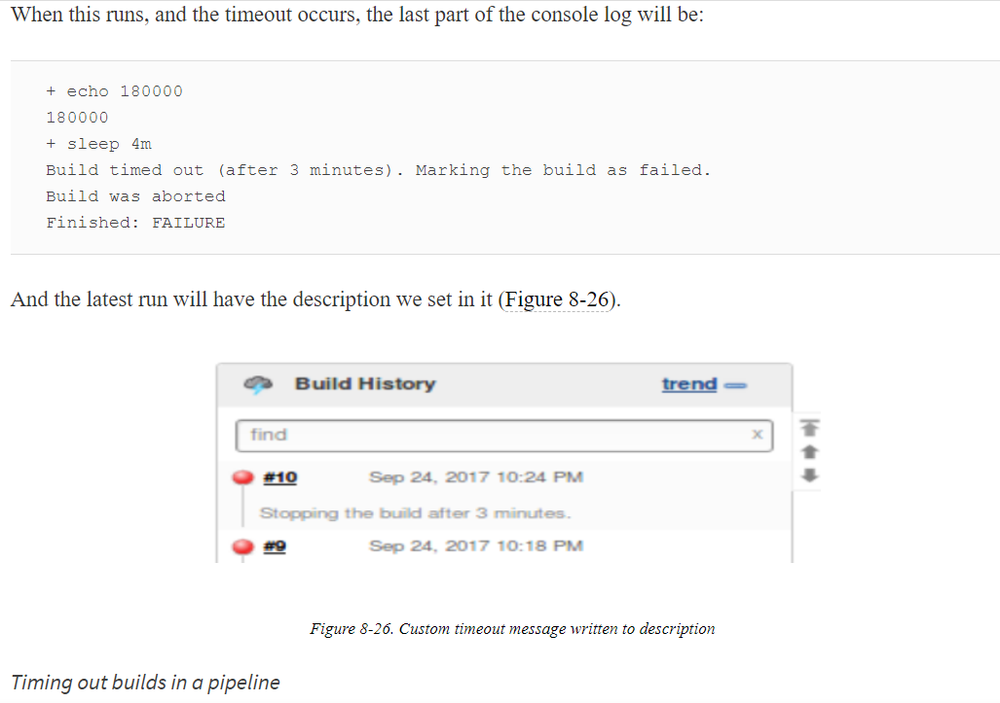 When this runs, and the timeout occurs, the last part of the console log will be:
+ echo 180000
180000
+ sleep 4m
Build timed out (after 3 minutes). Marking the build as failed.
Build was aborted
Finished: FAILURE
And the latest run will have the description we set in it (Figure 8-26).
Build History trend
find x
#10 Sep 24, 2017 10:24 PM
Stopping the build after 3 minutes.
#9 Sep 24, 2017 10:18 PM
Figure 8-26. Custom timeout message written to description
Timing out builds in a pipeline